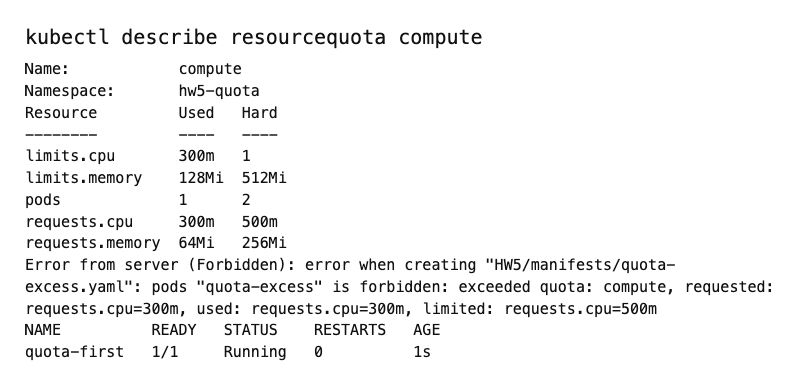 kubectl describe resourcequota compute
Name:            compute
Namespace:       hw5-quota
Resource         Used   Hard
--------         ----   ----
limits.cpu       300m   1
limits.memory    128Mi  512Mi
pods             1      2
requests.cpu     300m   500m
requests.memory  64Mi   256Mi
Error from server (Forbidden): error when creating "HW5/manifests/quota-
excess.yaml": pods "quota-excess" is forbidden: exceeded quota: compute, requested:
requests.cpu=300m, used: requests.cpu=300m, limited: requests.cpu=500m
NAME          READY   STATUS    RESTARTS   AGE
quota-first   1/1     Running   0          1s